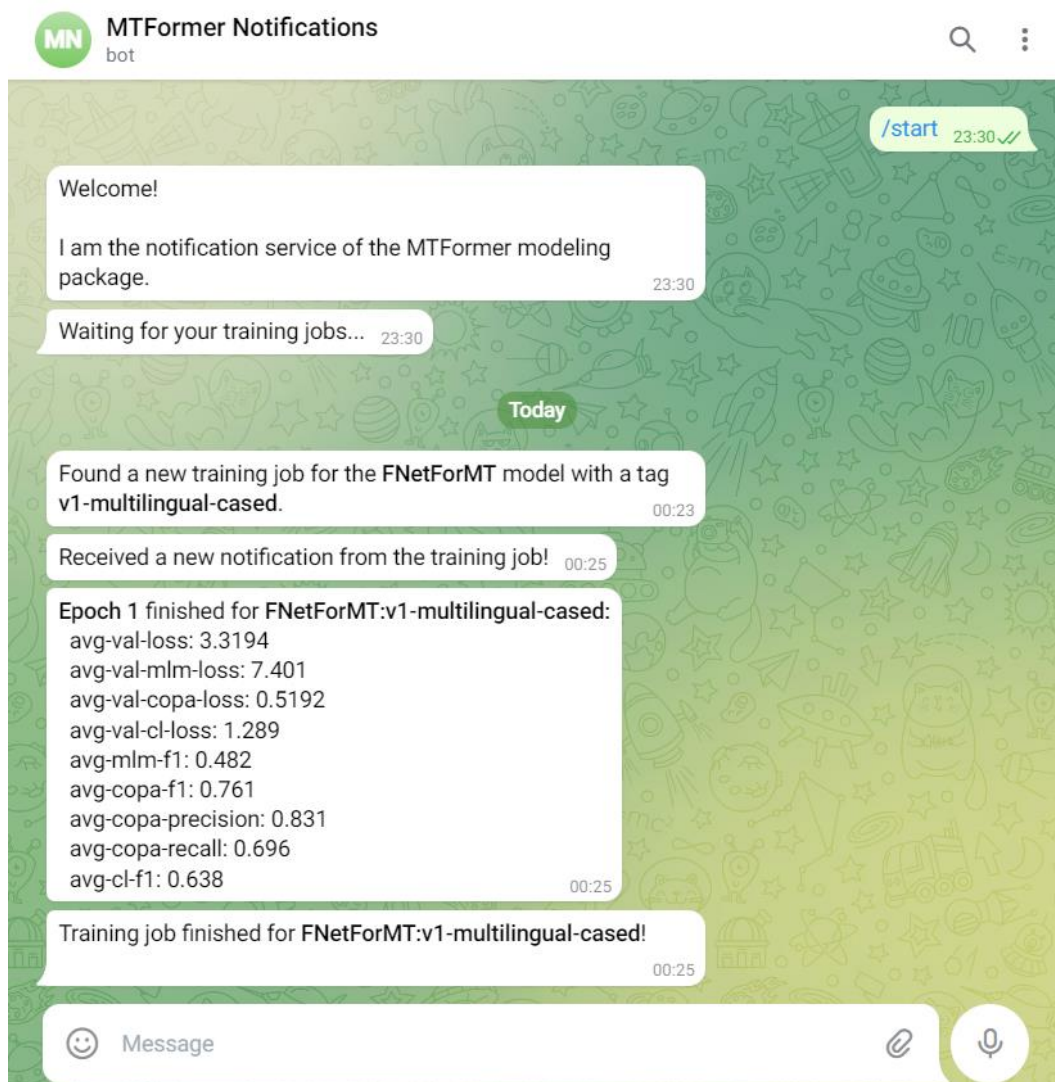 MN
MTFormer Notifications
bot
/start 23:30
Welcome!
I am the notification service of the MTFormer modeling
package.
23:30
Waiting for your training jobs... 23:30
Today
Found a new training job for the FNetForMT model with a tag
v1-multilingual-cased.
00:23
Received a new notification from the training job! 00:25
Epoch 1 finished for FNetForMT:v1-multilingual-cased:
avg-val-loss: 3.3194
avg-val-mlm-loss: 7.401
avg-val-copa-loss: 0.5192
avg-val-cl-loss: 1.289
avg-mlm-f1: 0.482
avg-copa-f1: 0.761
avg-copa-precision: 0.831
avg-copa-recall: 0.696
avg-cl-f1: 0.638
00:25
Training job finished for FNetForMT:v1-multilingual-cased!
00:25
Message